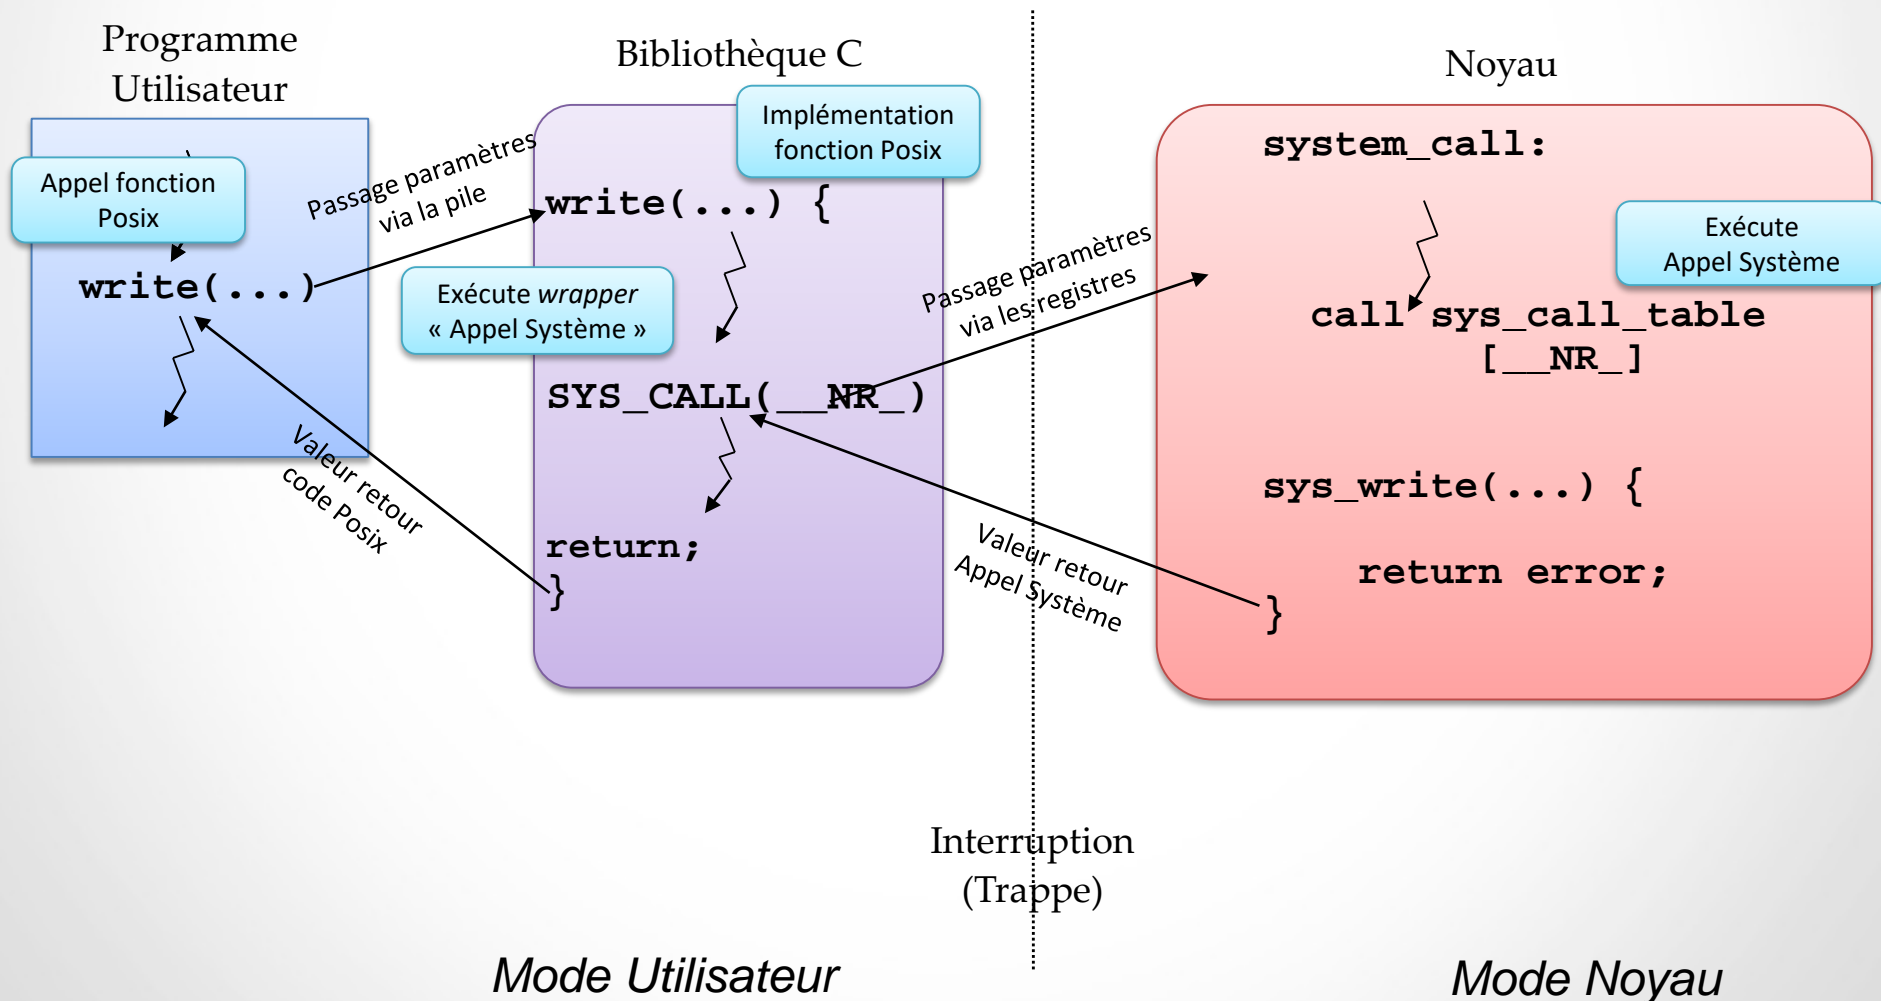 Programme
Utilisateur
Appel fonction
Posix
write(...)
Passage paramètres
via la pile
Valeur retour
code Posix
Bibliothèque C
Implémentation
fonction Posix
write(...) {
Exécute wrapper
« Appel Système »
SYS_CALL(__NR_)
return;
}
Passage paramètres
via les registres
Valeur retour
Appel Système
Noyau
system_call:
Exécute
Appel Système
call sys_call_table
[__NR_]
sys_write(...) {
return error;
}
Interruption
(Trappe)
Mode Utilisateur
Mode Noyau